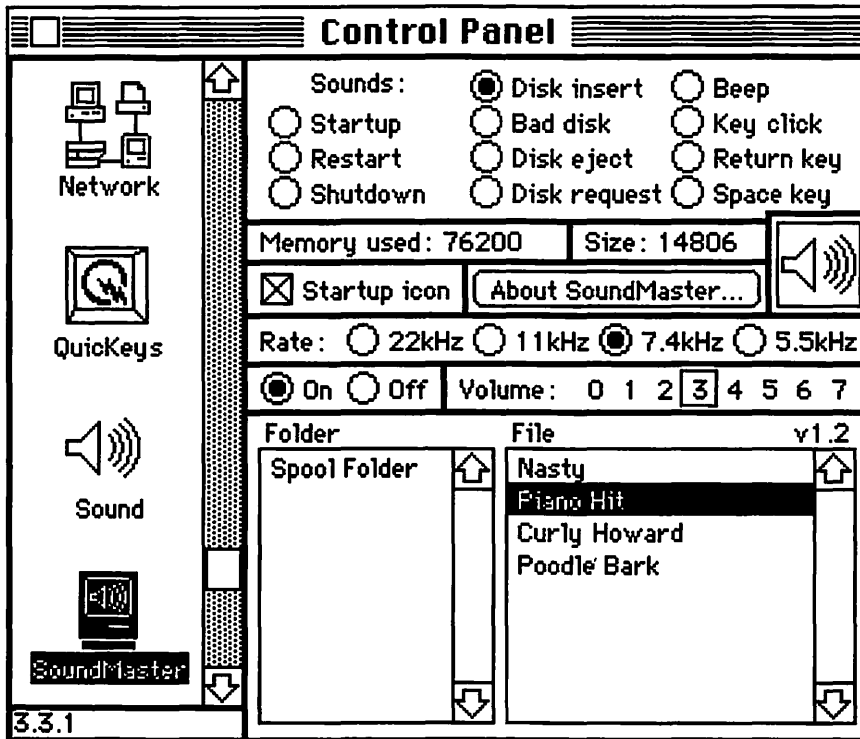 Control Panel
Network
QuicKeys
Sound
SoundMaster
3.3.1
Sounds: Disk insert Beep
Startup Bad disk Key click
Restart Disk eject Return key
Shutdown Disk request Space key
Memory used: 76200 Size: 14806
Startup icon About SoundMaster...
Rate: 22kHz 11kHz 7.4kHz 5.5kHz
On Off Volume: 0 1 2 3 4 5 6 7
Folder File v1.2
Spool Folder Nasty
Piano Hit
Curly Howard
Poodle Bark